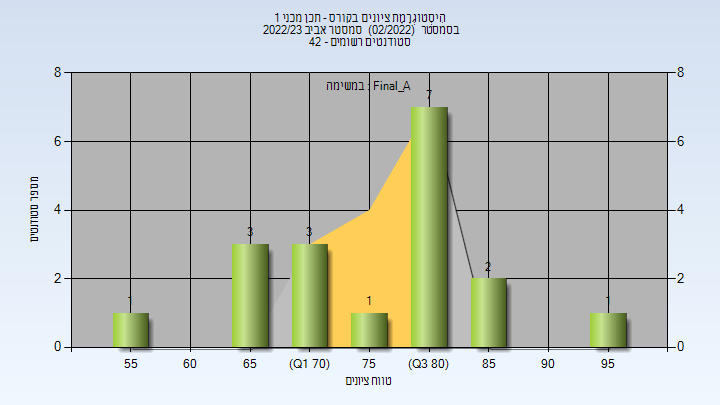 היסטוגרמת ציונים בקורס - תכן מכני 1
בסמסטר (02/2022) סמסטר אביב 2022/23
סטודנטים רשומים - 42
במשימה : Final_A
8 8
6 6
4 4
2 2
0 0
מספר סטודנטים
1 3 3 1 7 2 1
55 60 65 (Q1 70) 75 (Q3 80) 85 90 95
טווח ציונים